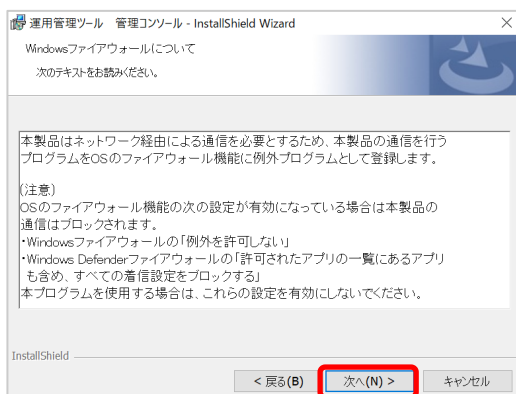 運用管理ツール　管理コンソール - InstallShield Wizard
Windowsファイアウォールについて
次のテキストをお読みください。
本製品はネットワーク経由による通信を必要とするため、本製品の通信を行う
プログラムをOSのファイアウォール機能に例外プログラムとして登録します。
(注意)
OSのファイアウォール機能の次の設定が有効になっている場合は本製品の
通信はブロックされます。
・Windowsファイアウォールの「例外を許可しない」
・Windows Defenderファイアウォールの「許可されたアプリの一覧にあるアプリ
も含め、すべての着信設定をブロックする」
本プログラムを使用する場合は、これらの設定を有効にしないでください。
InstallShield
< 戻る(B)
次へ(N) >
キャンセル